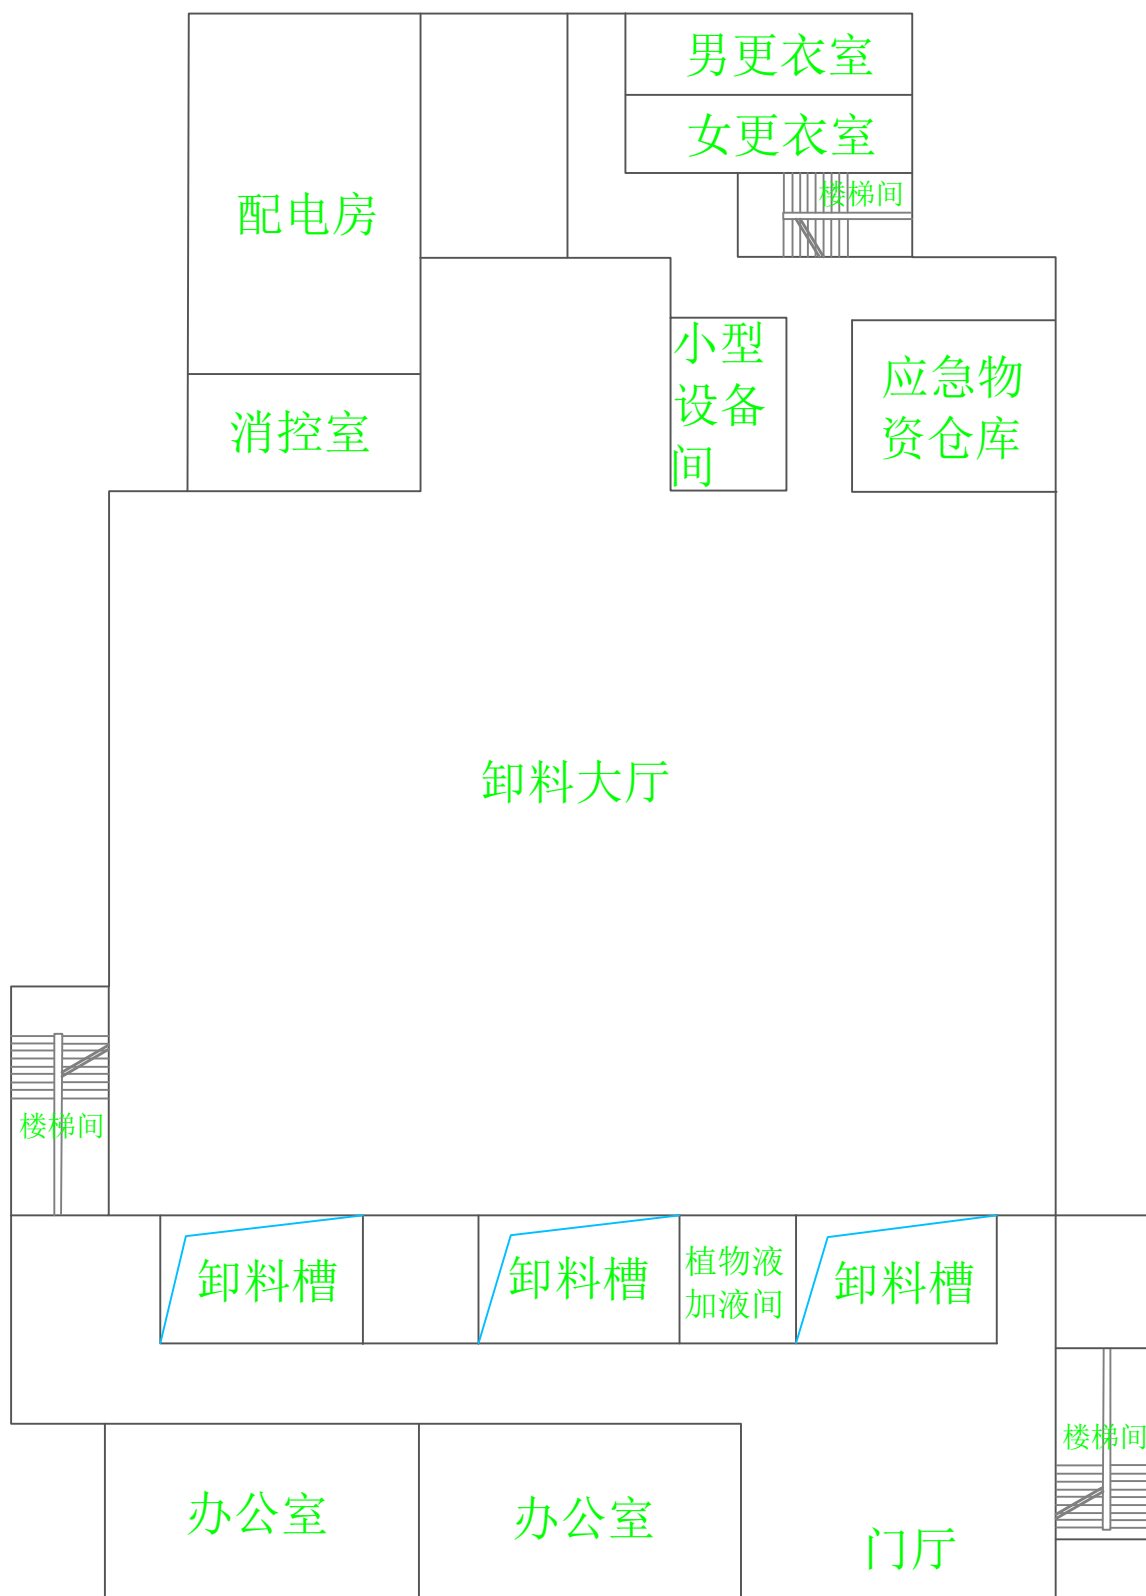 男更衣室
女更衣室
楼梯间
配电房
小型
设备
间
应急物
资仓库
消控室
卸料大厅
楼梯间
卸料槽
卸料槽
植物液
加液间
卸料槽
楼梯间
办公室
办公室
门厅